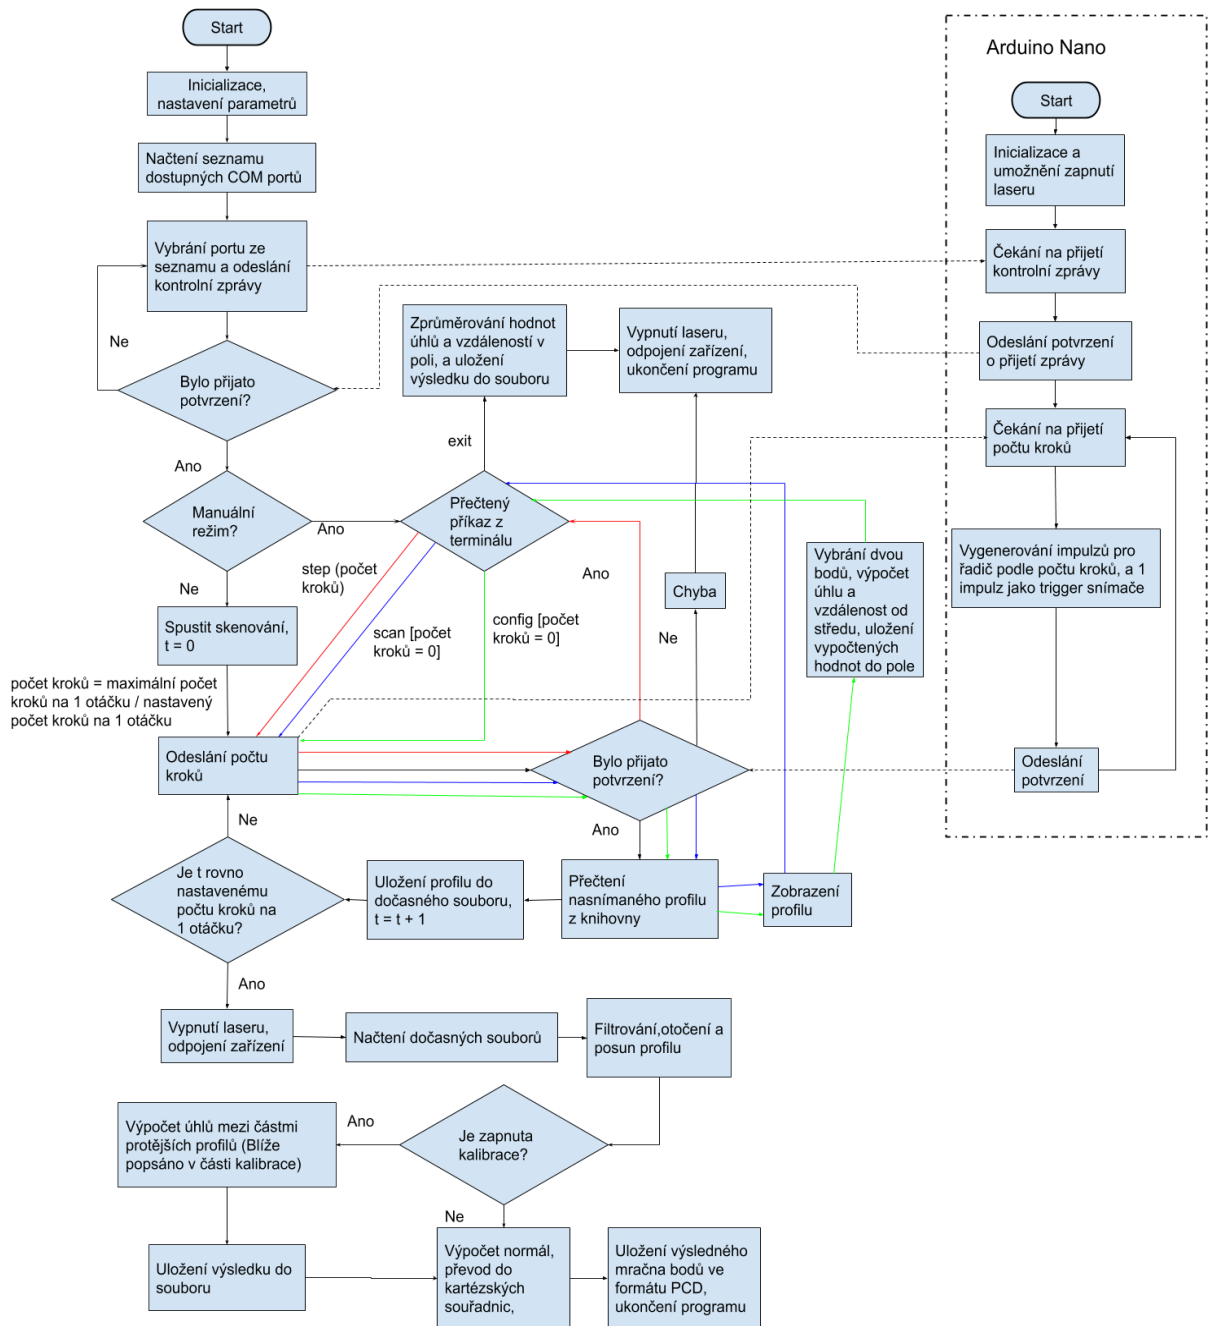 Start
Inicializace,
nastavení parametrů
Načtení seznamu
dostupných COM portů
Vybrání portu ze
seznamu a odeslání
kontrolní zprávy
Ne
Bylo přijato
potvrzení?
Ano
Manuální
režim?
Ano
Ne
Spustit skenování,
t = 0
počet kroků = maximální počet
kroků na 1 otáčku / nastavený
počet kroků na 1 otáčku
Odeslání počtu
kroků
Zprůměrování hodnot
úhlů a vzdáleností v
poli, a uložení
výsledku do souboru
Vypnutí laseru,
odpojení zařízení,
ukončení programu
exit
Přečtený
příkaz z
terminálu
step (počet
kroků)
scan [počet
kroků = 0]
config [počet
kroků = 0]
Ano
Chyba
Ne
Vybrání dvou
bodů, výpočet
úhlu a
vzdálenost od
středu, uložení
vypočtených
hodnot do pole
Bylo přijato
potvrzení?
Ano
Ne
Je t rovno
nastavenému
počtu kroků na
1 otáčku?
Uložení profilu do
dočasného souboru,
t = t + 1
Přečtení
nasnímaného profilu
z knihovny
Zobrazení
profilu
Ano
Vypnutí laseru,
odpojení zařízení
Načtení dočasných souborů
Filtrování,otočení a
posun profilu
Je zapnuta
kalibrace?
Ano
Výpočet úhlů mezi částmi
protějších profilů (Blíže
popsáno v části kalibrace)
Ne
Uložení výsledku do
souboru
Výpočet normál,
převod do
kartézských
souřadnic,
Uložení výsledného
mračna bodů ve
formátu PCD,
ukončení programu
Arduino Nano
Start
Inicializace a
umožnění zapnutí
laseru
Čekání na přijetí
kontrolní zprávy
Odeslání potvrzení
o přijetí zprávy
Čekání na přijetí
počtu kroků
Vygenerování impulzů pro
řadič podle počtu kroků, a 1
impulz jako trigger snímače
Odeslání
potvrzení